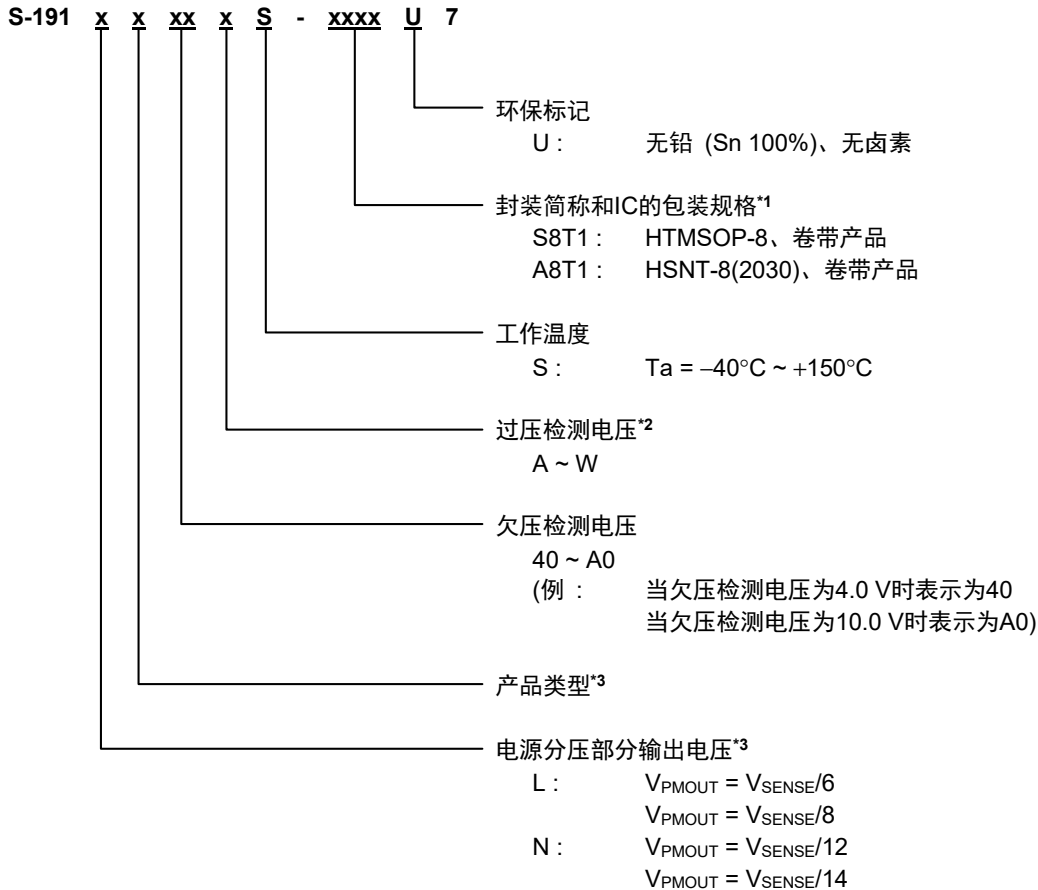 S-191 x x xx x S - xxxx U 7
环保标记
U : 无铅 (Sn 100%)、无卤素
封装简称和IC的包装规格*1
S8T1 : HTMSOP-8、卷带产品
A8T1 : HSNT-8(2030)、卷带产品
工作温度
S : Ta = −40°C ~ +150°C
过压检测电压*2
A ~ W
欠压检测电压
40 ~ A0
(例 : 当欠压检测电压为4.0 V时表示为40
当欠压检测电压为10.0 V时表示为A0)
产品类型*3
电源分压部分输出电压*3
L : VPMOUT = VSENSE/6
VPMOUT = VSENSE/8
N : VPMOUT = VSENSE/12
VPMOUT = VSENSE/14